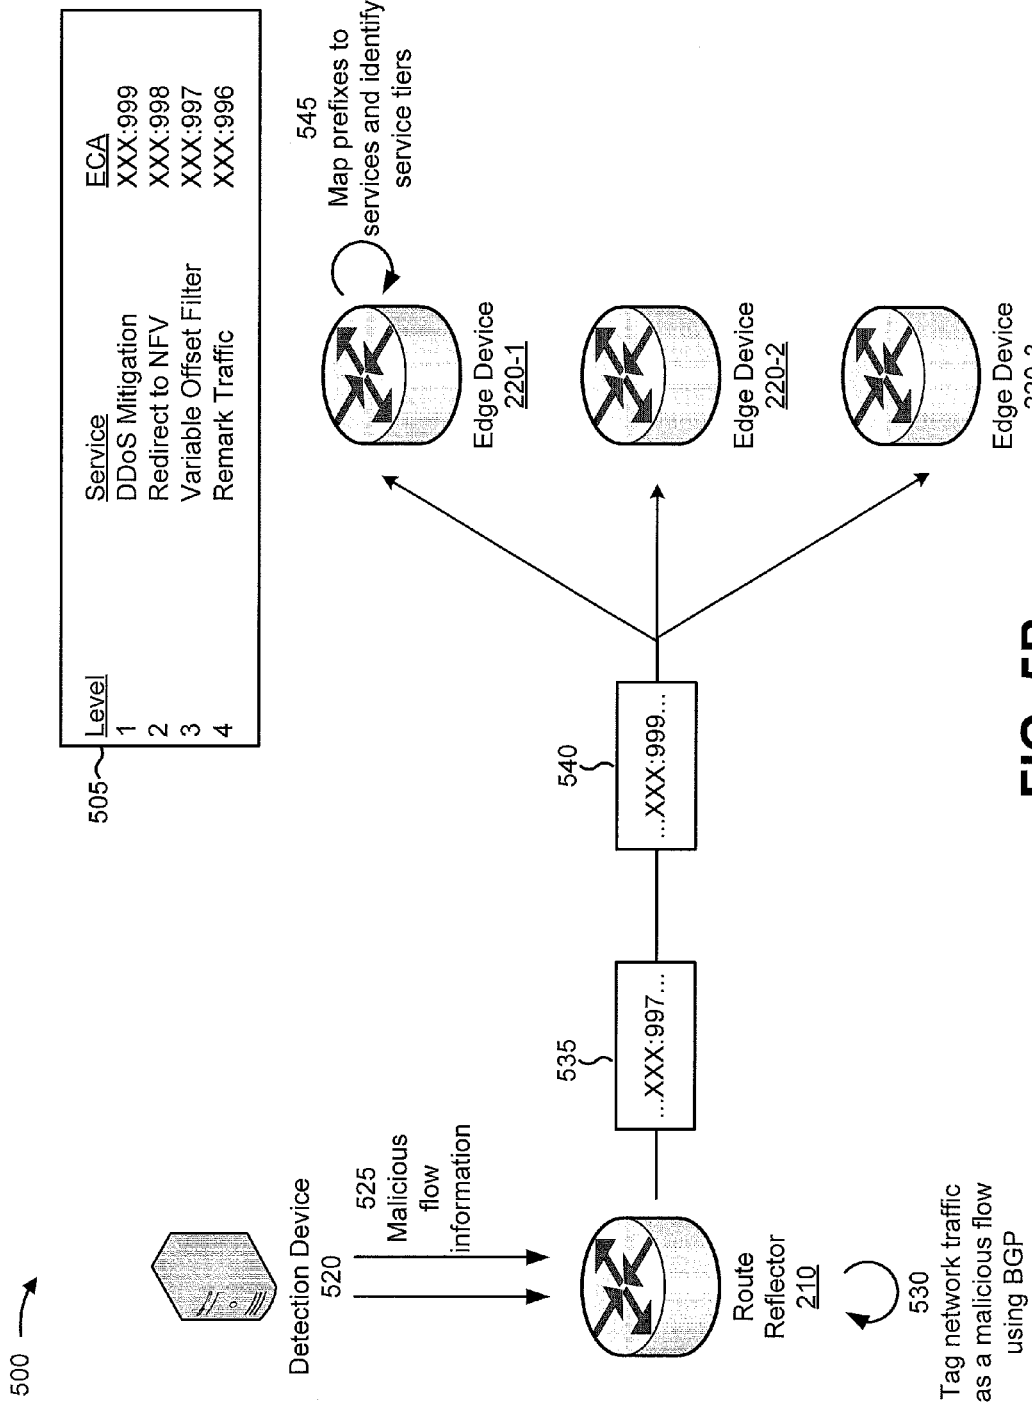 500
505
Level Service ECA
1 DDoS Mitigation XXX:999
2 Redirect to NFV XXX:998
3 Variable Offset Filter XXX:997
4 Remark Traffic XXX:996
Detection Device
520
525
Malicious
flow
information
Route
Reflector
210
530
Tag network traffic
as a malicious flow
using BGP
535
...XXX:997...
540
...XXX:999...
545
Map prefixes to
services and identify
service tiers
Edge Device
220-1
Edge Device
220-2
Edge Device